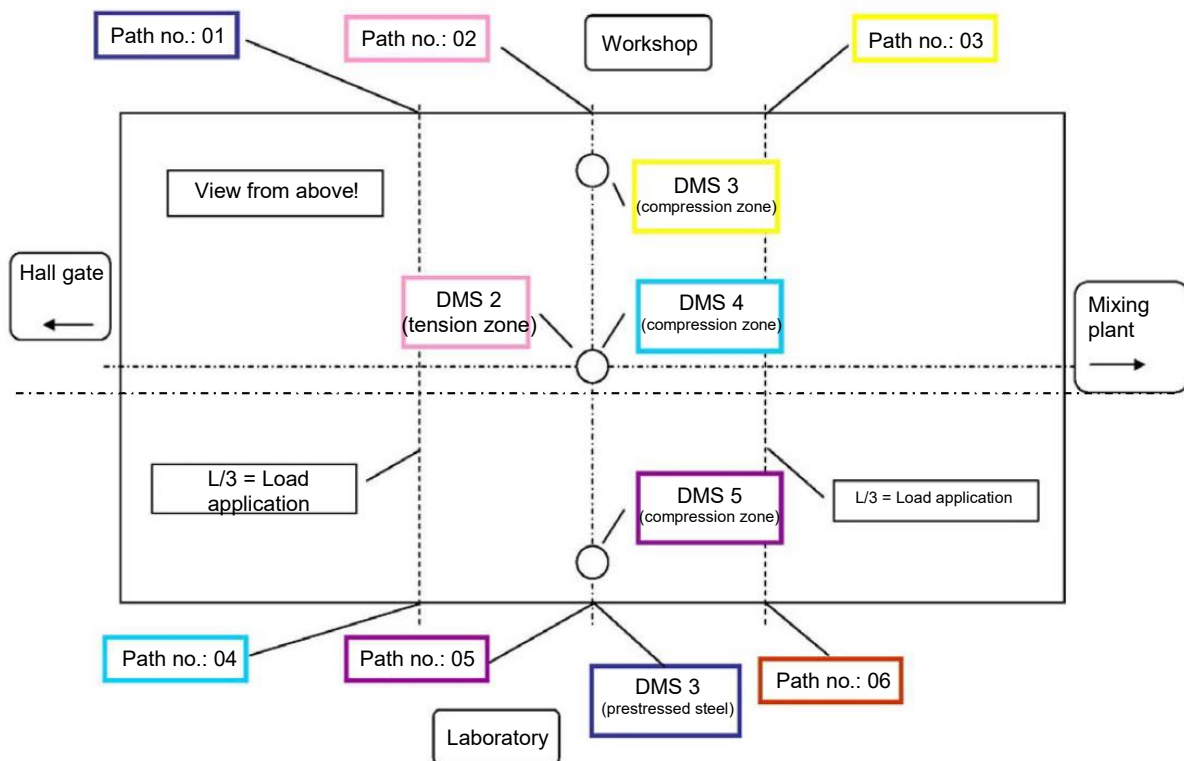 Path no.: 01
Path no.: 02
Workshop
Path no.: 03
View from above!
DMS 3
(compression zone)
Hall gate
DMS 2
(tension zone)
DMS 4
(compression zone)
Mixing
plant
L/3 = Load
application
DMS 5
(compression zone)
L/3 = Load application
Path no.: 04
Path no.: 05
DMS 3
(prestressed steel)
Path no.: 06
Laboratory